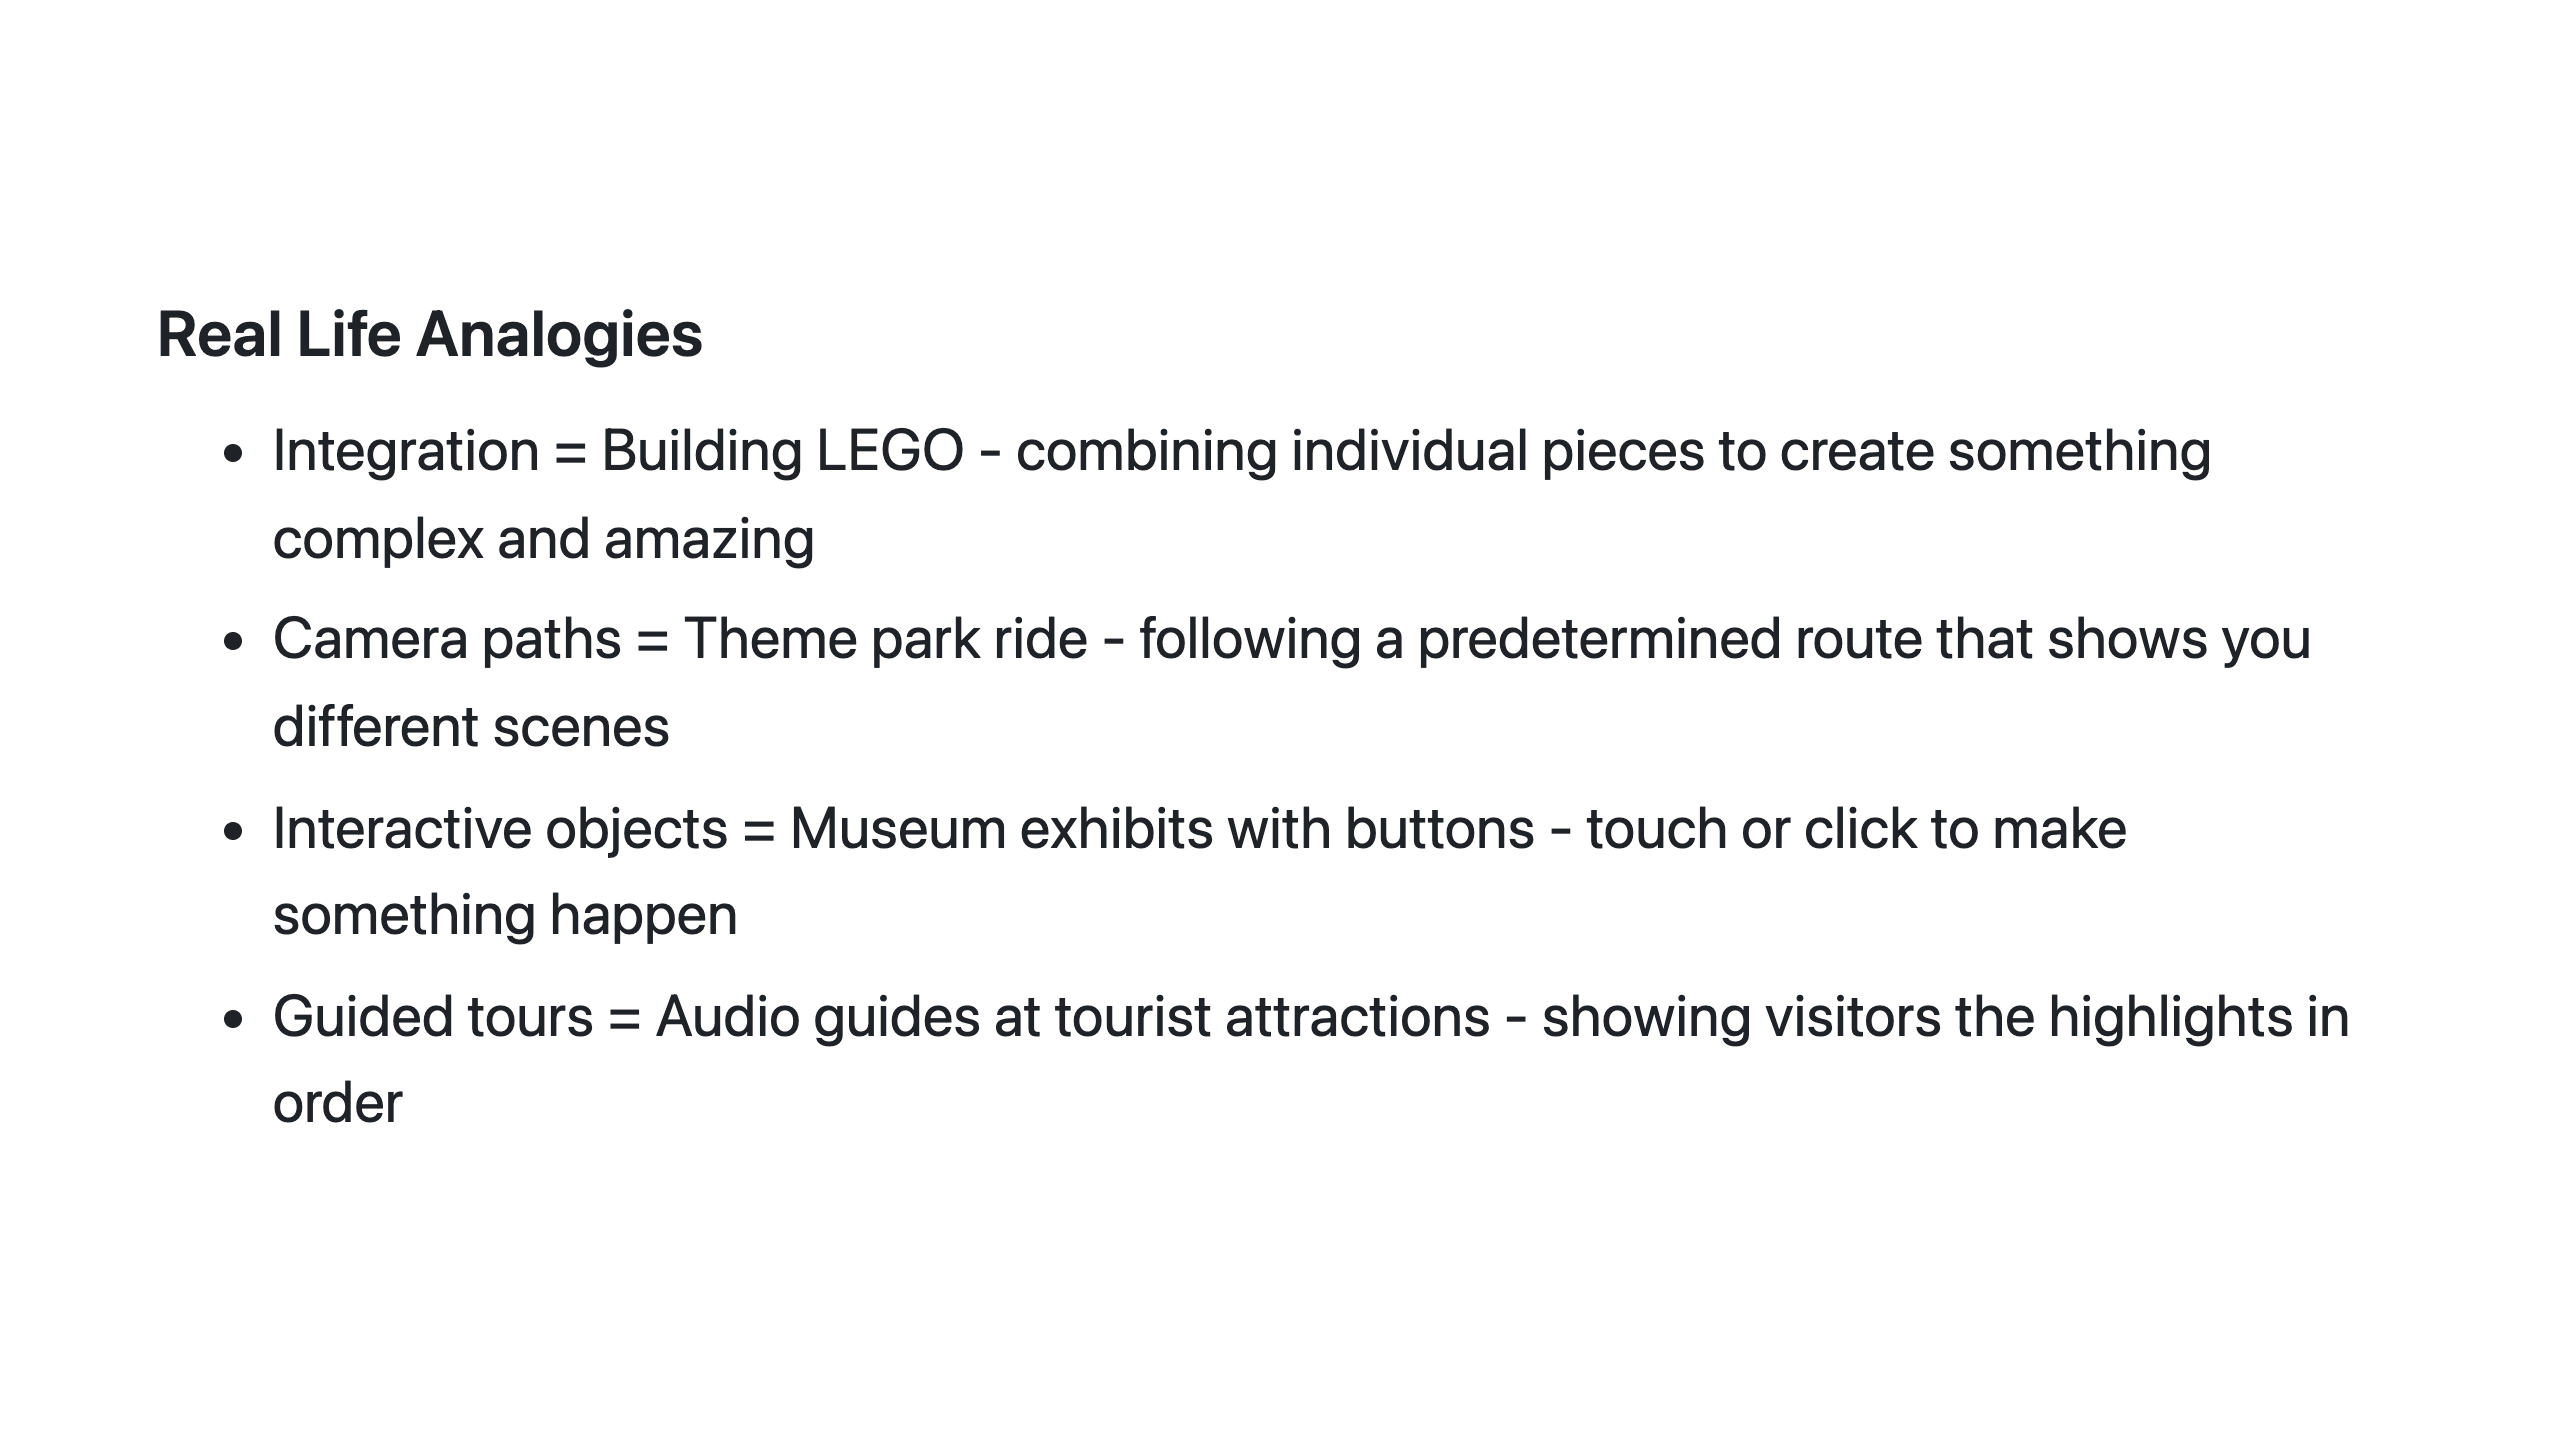 Real Life Analogies
• Integration = Building LEGO - combining individual pieces to create something
complex and amazing
• Camera paths = Theme park ride - following a predetermined route that shows you
different scenes
• Interactive objects = Museum exhibits with buttons - touch or click to make
something happen
• Guided tours = Audio guides at tourist attractions - showing visitors the highlights in
order